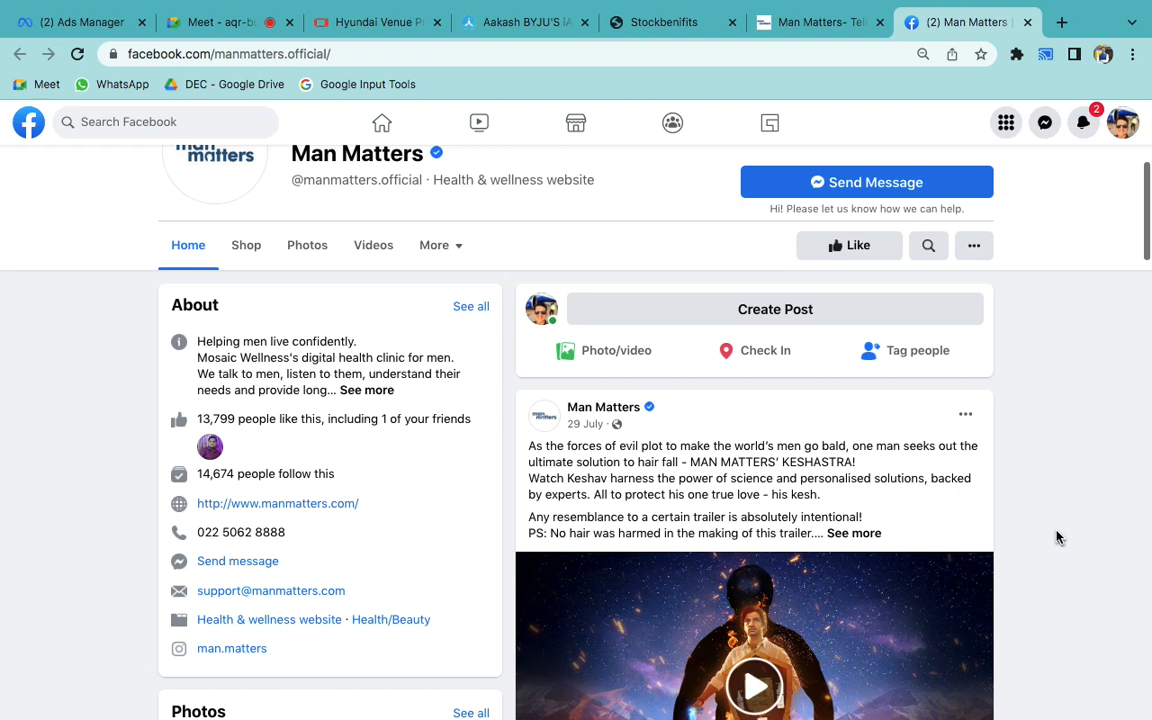 (2) Ads Manager
Meet - aqr-b
Hyundai Venue P
Aakash BYJU'S iA
Stockbenifits
Man Matters- Tel
(2) Man Matters |
facebook.com/manmatters.official/
Meet
WhatsApp
DEC - Google Drive
Google Input Tools
Search Facebook
2
man
matters
Man Matters
@manmatters.official · Health & wellness website
Send Message
Hi! Please let us know how we can help.
Home
Shop
Photos
Videos
More
Like
About
See all
Helping men live confidently.
Mosaic Wellness's digital health clinic for men.
We talk to men, listen to them, understand their
needs and provide long... See more
13,799 people like this, including 1 of your friends
14,674 people follow this
http://www.manmatters.com/
022 5062 8888
Send message
support@manmatters.com
Health & wellness website · Health/Beauty
man.matters
Photos
See all
Create Post
Photo/video
Check In
Tag people
man
matters
Man Matters
29 July ·
As the forces of evil plot to make the world's men go bald, one man seeks out the
ultimate solution to hair fall - MAN MATTERS' KESHASTRA!
Watch Keshav harness the power of science and personalised solutions, backed
by experts. All to protect his one true love - his kesh.
Any resemblance to a certain trailer is absolutely intentional!
PS: No hair was harmed in the making of this trailer.... See more